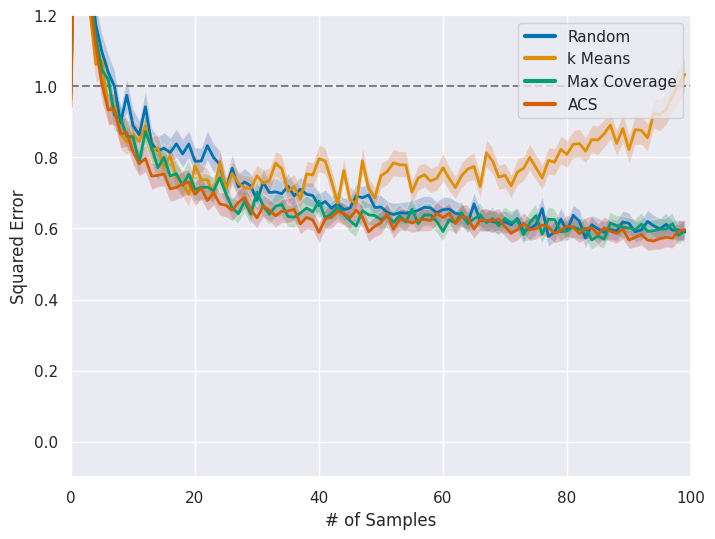 1.2
1.0
0.8
0.6
0.4
0.2
0.0
Squared Error
Random
k Means
Max Coverage
ACS
0 20 40 60 80 100
# of Samples